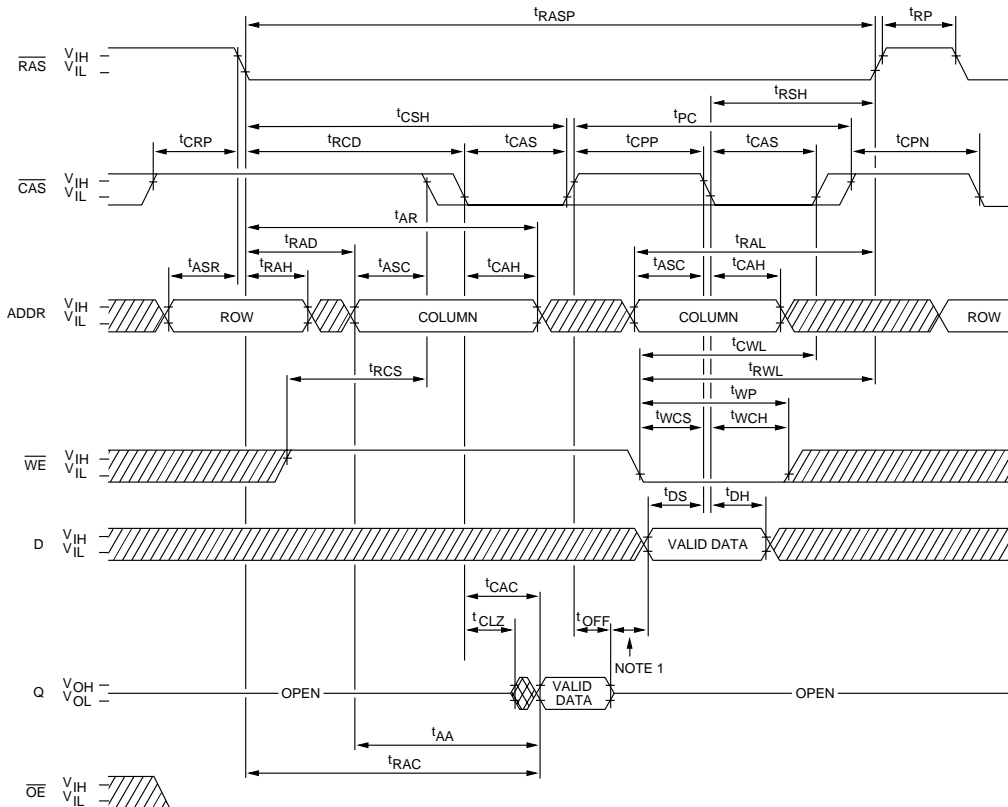 tRASP tRP
RAS VIH VIL
tRSH
tCSH tPC
tCRP tRCD tCAS tCPP tCAS tCPN
CAS VIH VIL
tAR
tRAD tRAL
tASR tRAH tASC tCAH tASC tCAH
ADDR VIH VIL ROW COLUMN COLUMN ROW
tCWL
tRCS tRWL
tWP
tWCS tWCH
WE VIH VIL
tDS tDH
D VIH VIL VALID DATA
tCAC
tCLZ tOFF
NOTE 1
Q VOH VOL OPEN VALID DATA OPEN
tAA
tRAC
OE VIH VIL